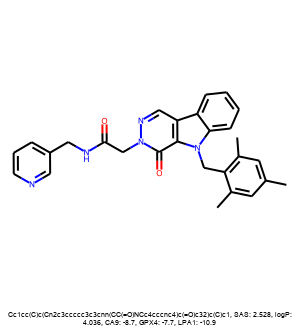 Cc1cc(C)c(Cn2c3ccccc3c3cnn(CC(=O)NCc4cccnc4)c(=O)c32)c(C)c1, SAS: 2.528, logP:
4.036, CA9: -8.7, GPX4: -7.7, LPA1: -10.9
N
O
N
N
H
N
O
N